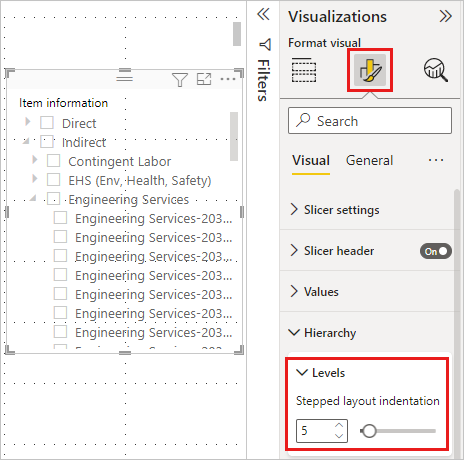 Item information
Direct
Indirect
Contingent Labor
EHS (Env, Health, Safety)
Engineering Services
Engineering Services-203...
Engineering Services-203...
Engineering Services-203...
Engineering Services-203...
Engineering Services-203...
Engineering Services-203...
Engineering Services-203...
Filters
Visualizations
Format visual
Search
Visual
General
Slicer settings
Slicer header
On
Values
Hierarchy
Levels
Stepped layout indentation
5